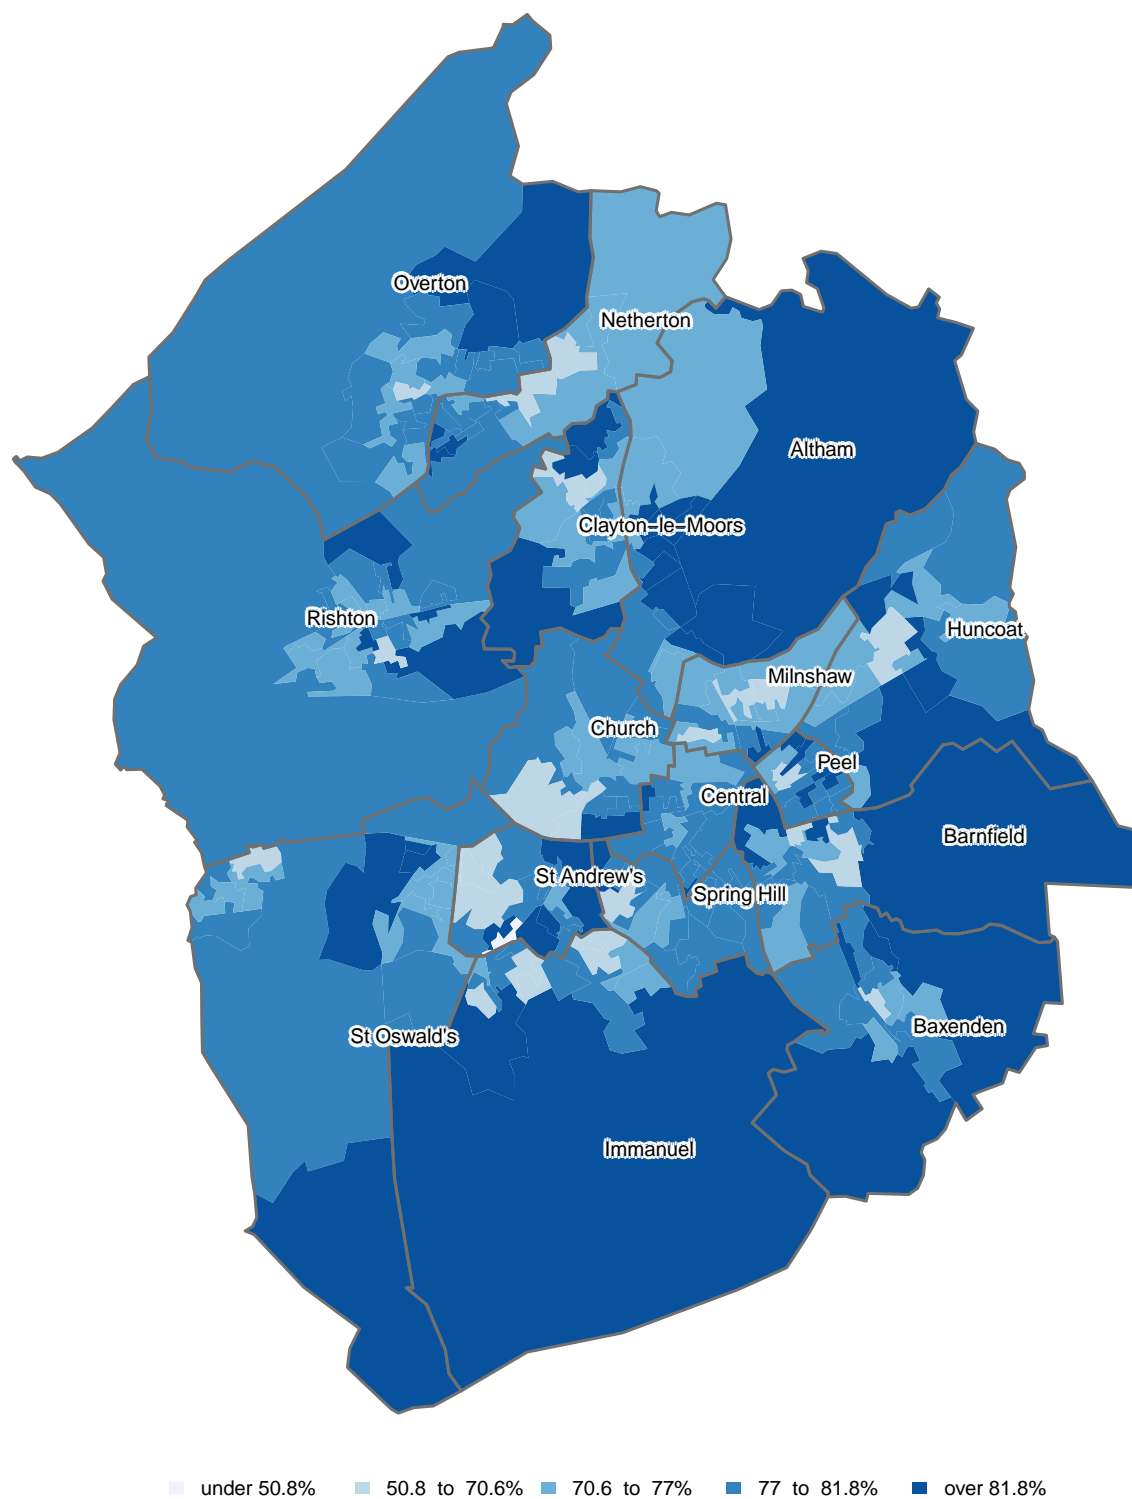 Overton
Netherton
Altham
Clayton–le–Moors
Rishton
Huncoat
Milnshaw
Church
Peel
Central
Barnfield
St Andrew's
Spring Hill
Baxenden
St Oswald's
Immanuel
under 50.8% 50.8 to 70.6% 70.6 to 77% 77 to 81.8% over 81.8%